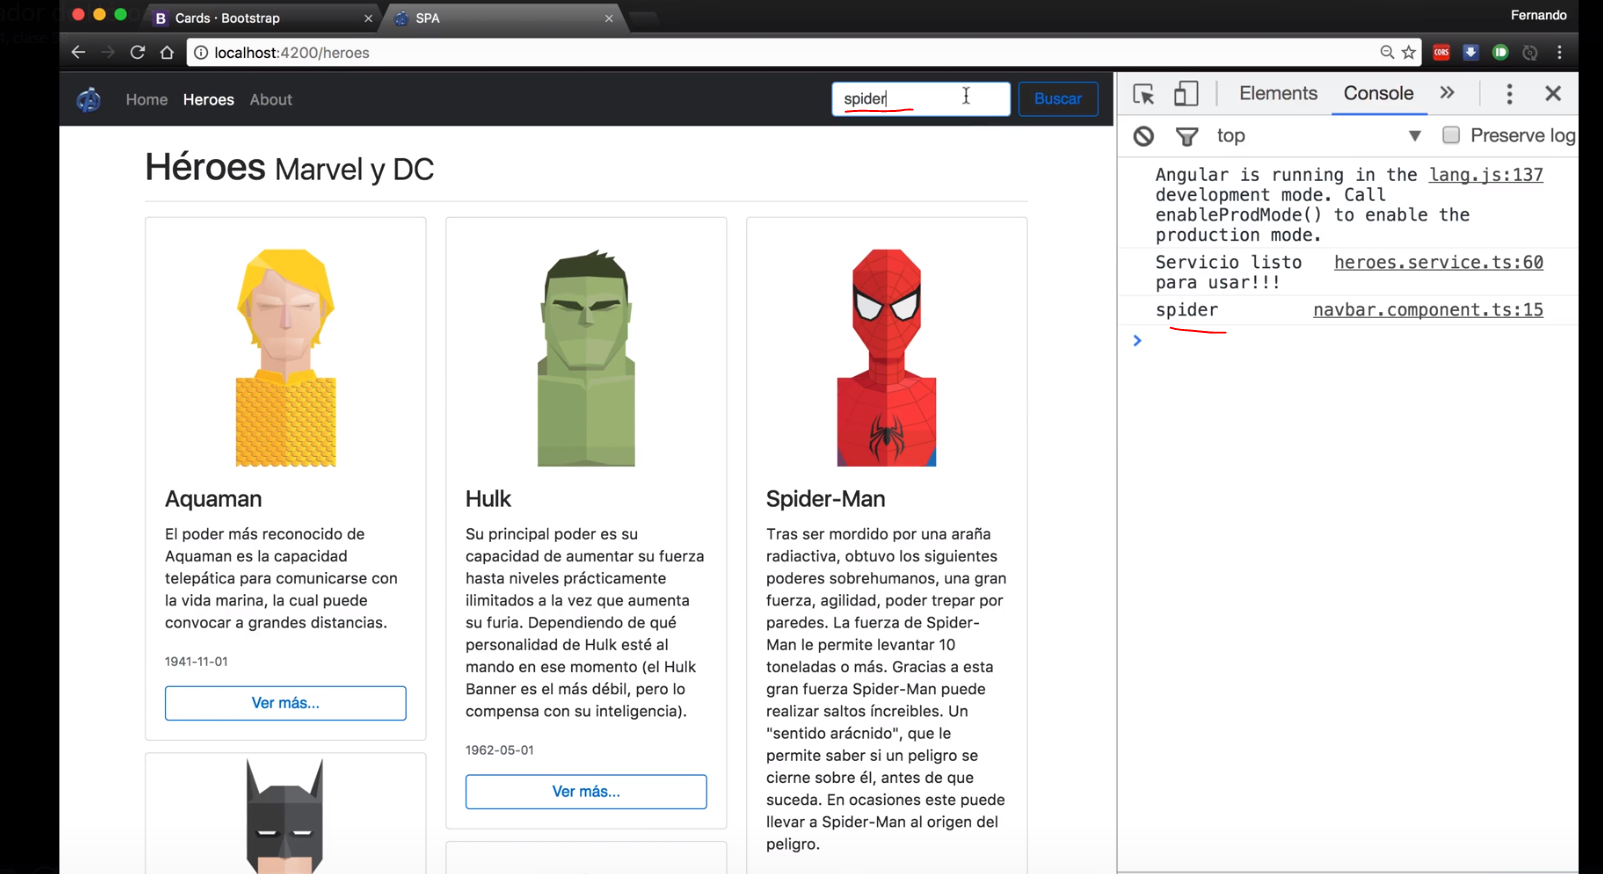 Cards · Bootstrap
SPA
Fernando
localhost:4200/heroes
Home Heroes About
spider
Buscar
Elements Console
top
Preserve log
Angular is running in the lang.js:137
development mode. Call
enableProdMode() to enable the
production mode.
Servicio listo heroes.service.ts:60
para usar!!!
spider navbar.component.ts:15
Héroes Marvel y DC
Aquaman
El poder más reconocido de
Aquaman es la capacidad
telepática para comunicarse con
la vida marina, la cual puede
convocar a grandes distancias.
1941-11-01
Ver más...
Hulk
Su principal poder es su
capacidad de aumentar su fuerza
hasta niveles prácticamente
ilimitados a la vez que aumenta
su furia. Dependiendo de qué
personalidad de Hulk esté al
mando en ese momento (el Hulk
Banner es el más débil, pero lo
compensa con su inteligencia).
1962-05-01
Ver más...
Spider-Man
Tras ser mordido por una araña
radiactiva, obtuvo los siguientes
poderes sobrehumanos, una gran
fuerza, agilidad, poder trepar por
paredes. La fuerza de Spider-
Man le permite levantar 10
toneladas o más. Gracias a esta
gran fuerza Spider-Man puede
realizar saltos íncreibles. Un
"sentido arácnido", que le
permite saber si un peligro se
cierne sobre él, antes de que
suceda. En ocasiones este puede
llevar a Spider-Man al origen del
peligro.